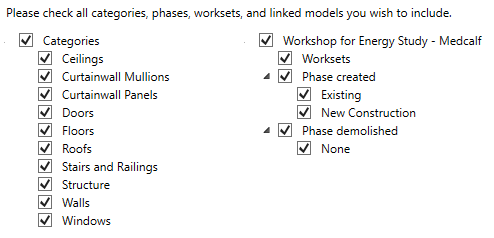 Please check all categories, phases, worksets, and linked models you wish to include.
Categories
Ceilings
Curtainwall Mullions
Curtainwall Panels
Doors
Floors
Roofs
Stairs and Railings
Structure
Walls
Windows
Workshop for Energy Study - Medcalf
Worksets
Phase created
Existing
New Construction
Phase demolished
None